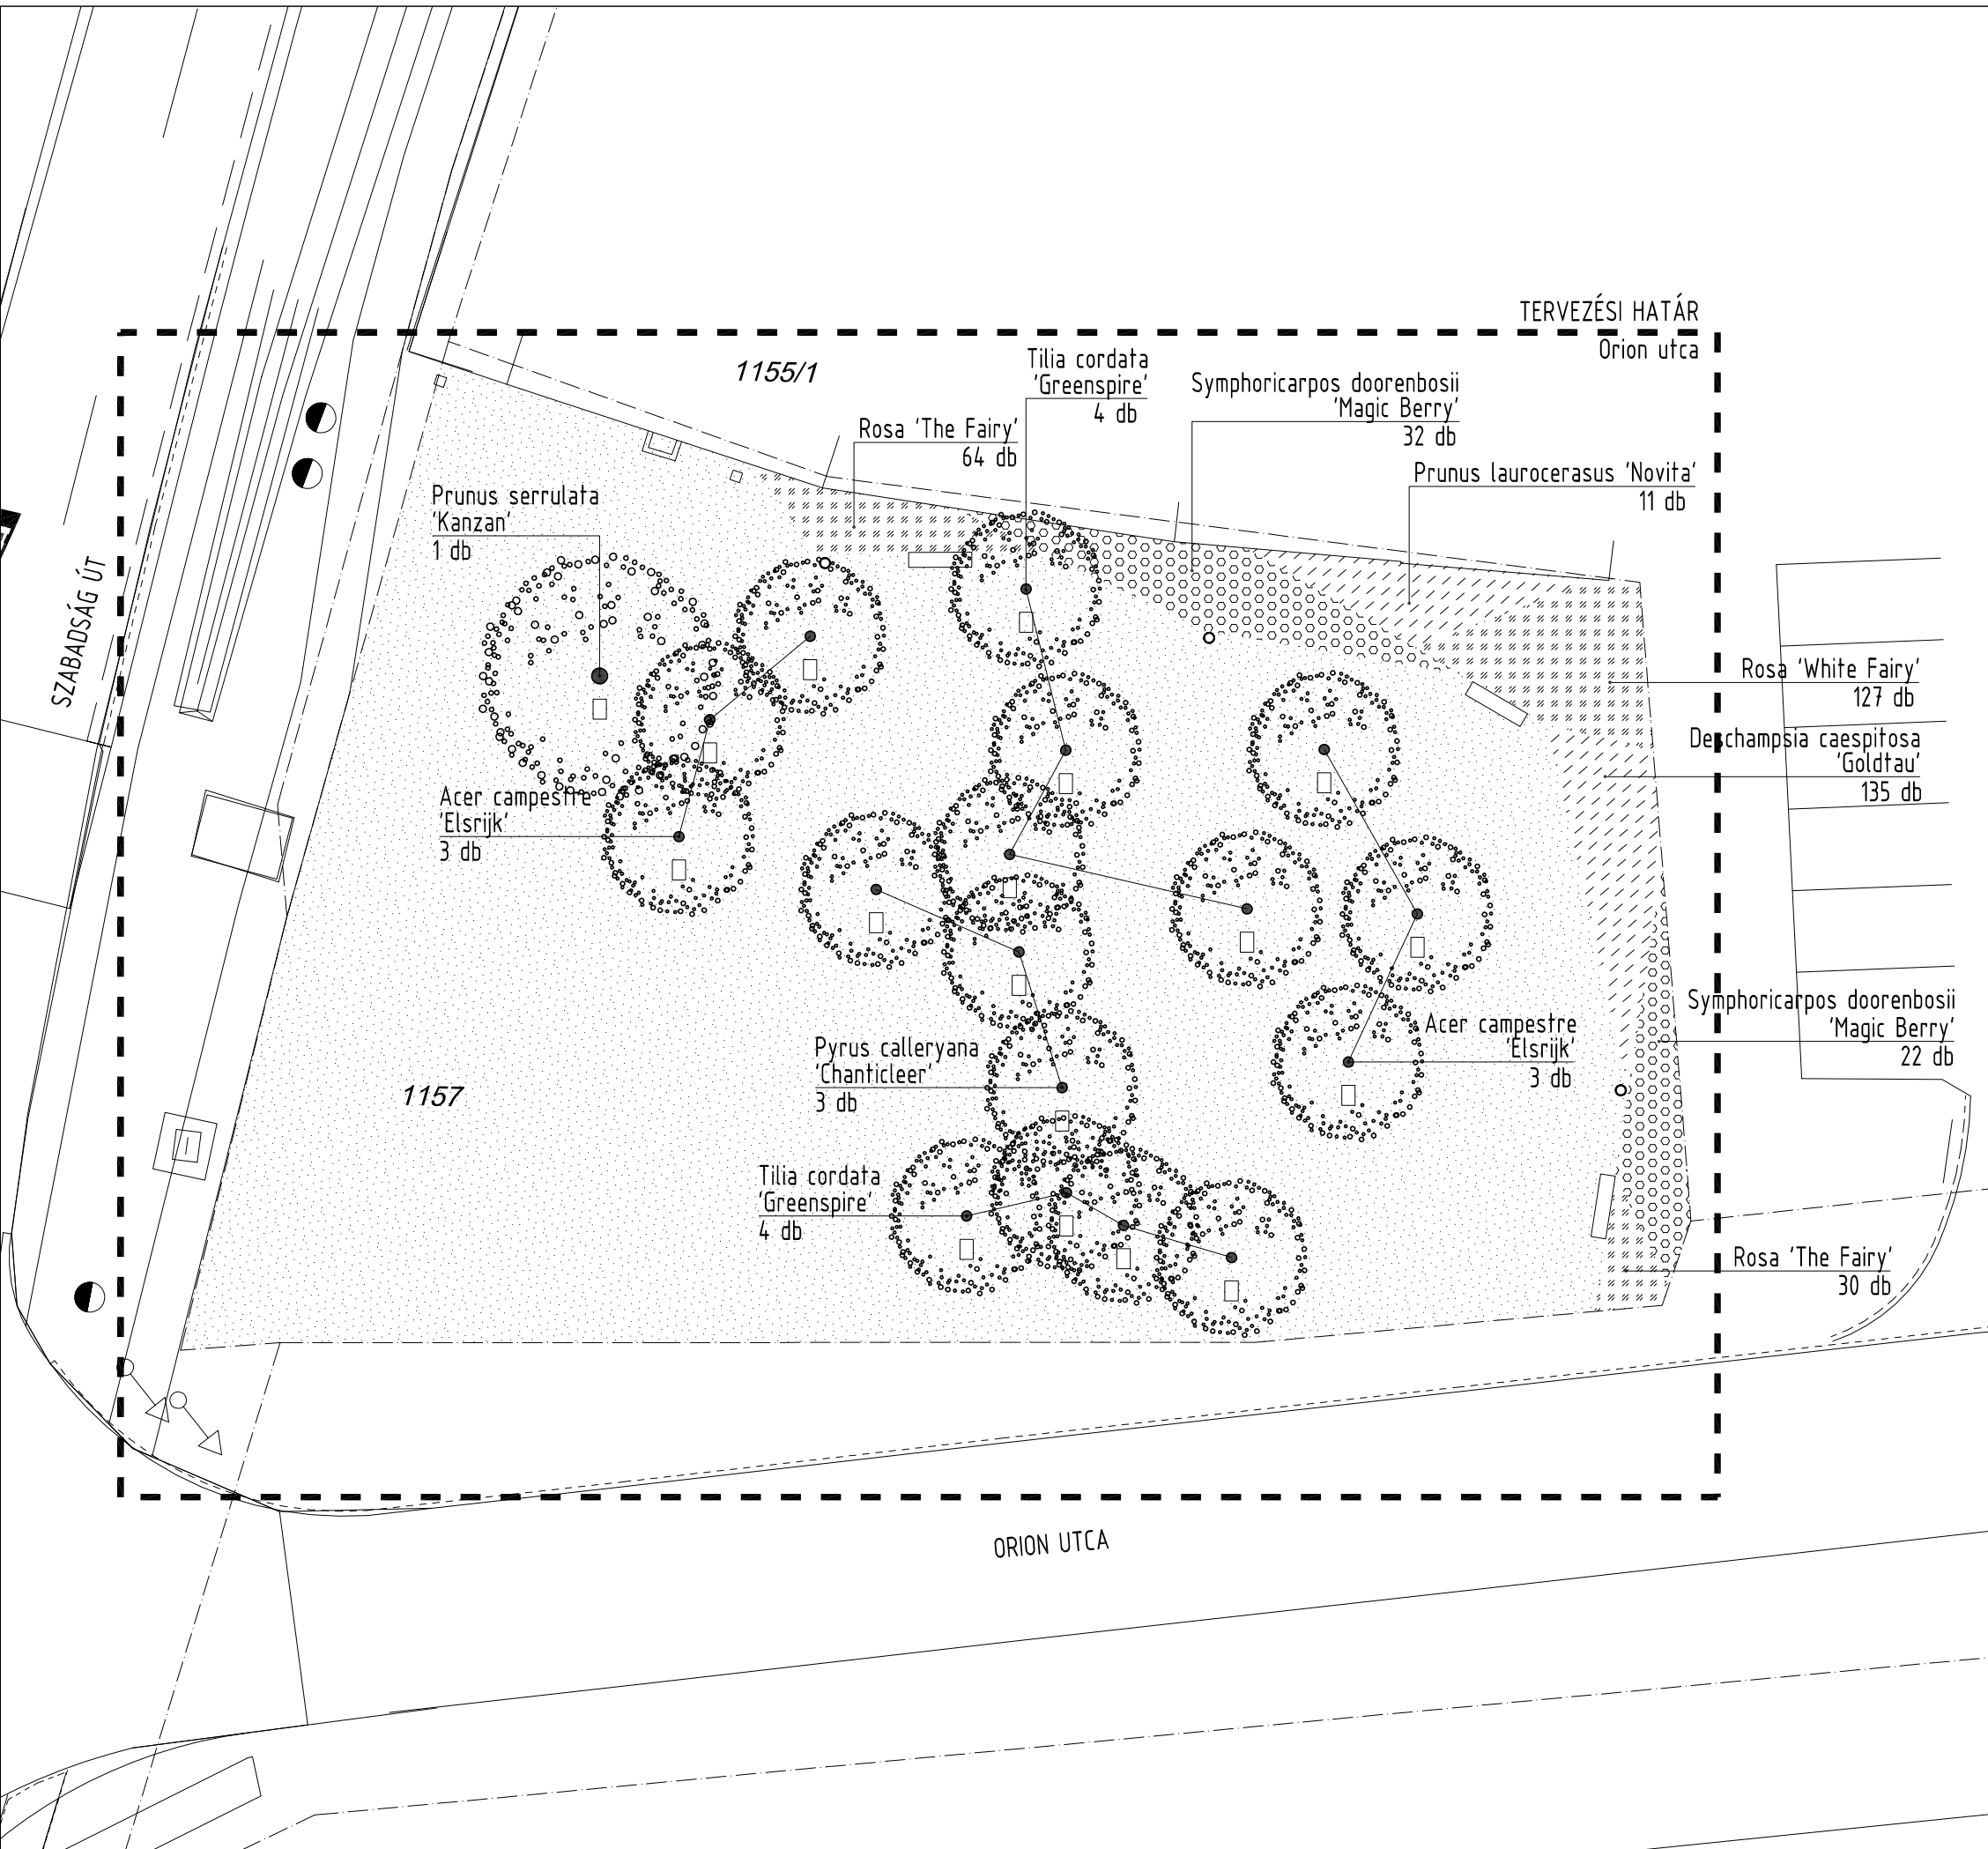 TERVEZÉSI HATÁR
Orion utca
1155/1
Tilia cordata
'Greenspire'
4 db
Symphoricarpos doorenbosii
'Magic Berry'
32 db
Rosa 'The Fairy'
64 db
Prunus laurocerasus 'Novita'
11 db
Prunus serrulata
'Kanzan'
1 db
SZABADSÁG ÚT
Rosa 'White Fairy'
127 db
Deschampsia caespitosa
'Goldtau'
135 db
Acer campestre
'Elsrijk'
3 db
Symphoricarpos doorenbosii
'Magic Berry'
22 db
Acer campestre
'Elsrijk'
3 db
Pyrus calleryana
'Chanticleer'
3 db
1157
Tilia cordata
'Greenspire'
4 db
Rosa 'The Fairy'
30 db
ORION UTCA